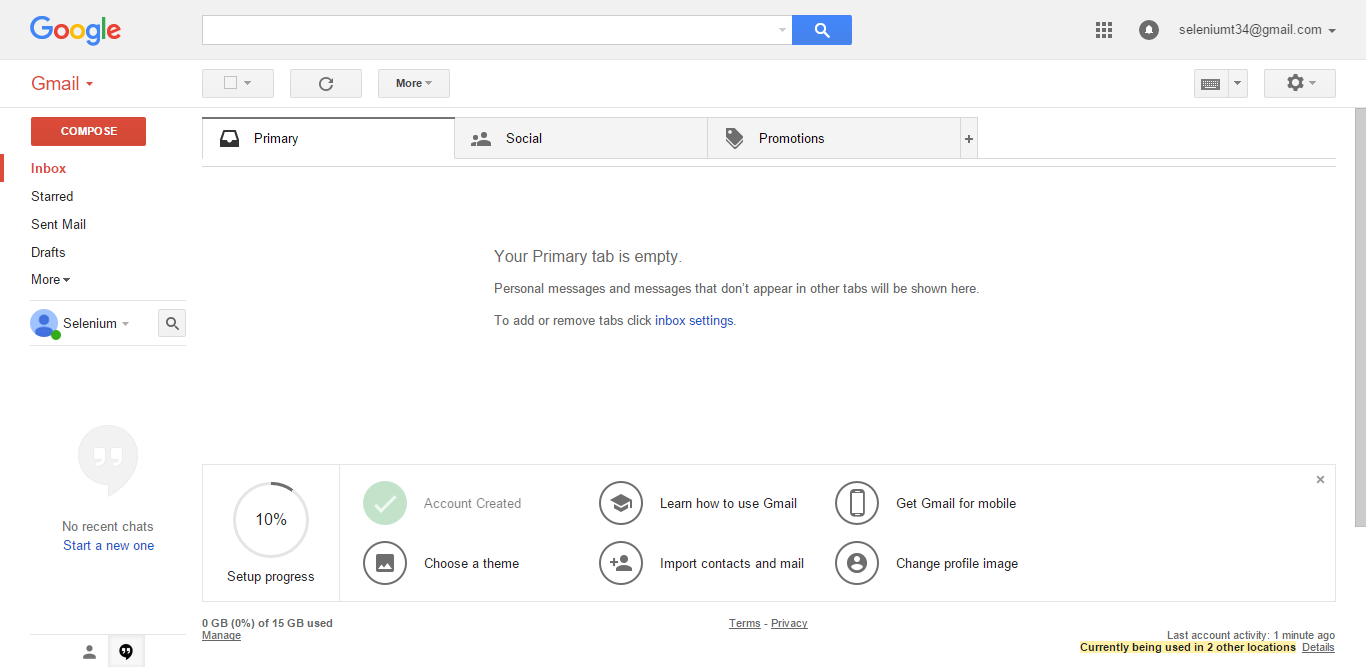 Google
seleniumt34@gmail.com
Gmail
More
COMPOSE
Primary
Social
Promotions
+
Inbox
Starred
Sent Mail
Drafts
More
Selenium
Your Primary tab is empty.
Personal messages and messages that don't appear in other tabs will be shown here.
To add or remove tabs click inbox settings.
No recent chats
Start a new one
10%
Setup progress
Account Created
Learn how to use Gmail
Get Gmail for mobile
Choose a theme
Import contacts and mail
Change profile image
0 GB (0%) of 15 GB used
Manage
Terms - Privacy
Last account activity: 1 minute ago
Currently being used in 2 other locations Details